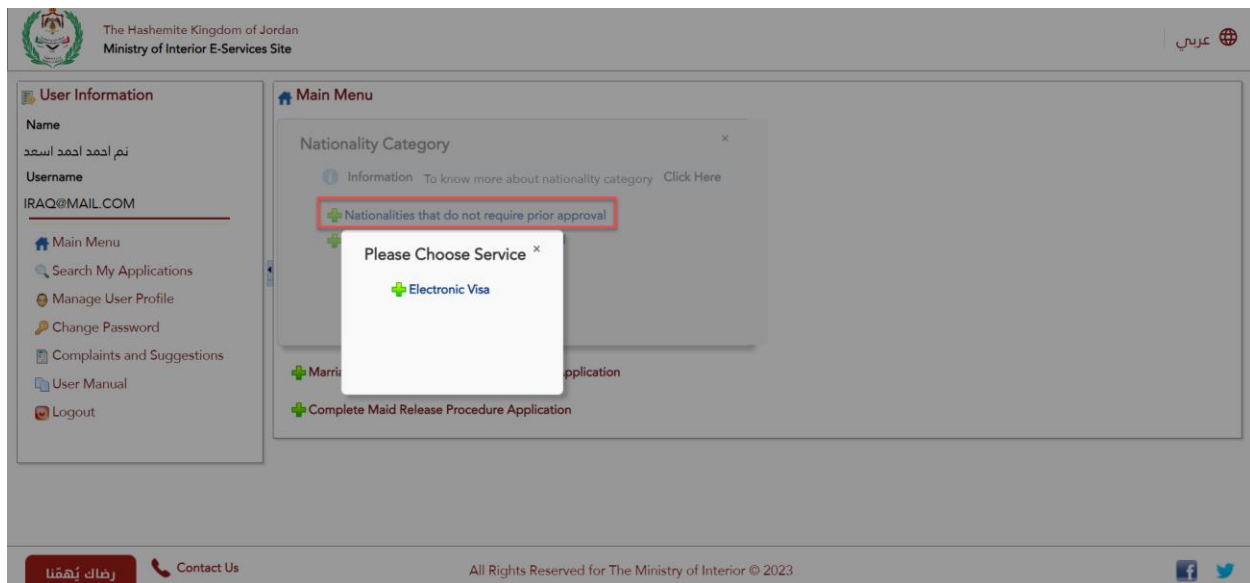 The Hashemite Kingdom of Jordan
Ministry of Interior E-Services Site
عربي
User Information
Name
نم احمد احمد اسعد
Username
IRAQ@MAIL.COM
Main Menu
Search My Applications
Manage User Profile
Change Password
Complaints and Suggestions
User Manual
Logout
Main Menu
Nationality Category ×
Information To know more about nationality category Click Here
Nationalities that do not require prior approval
Please Choose Service ×
Electronic Visa
Application
Complete Maid Release Procedure Application
رضاك يُهمّنا
Contact Us
All Rights Reserved for The Ministry of Interior © 2023